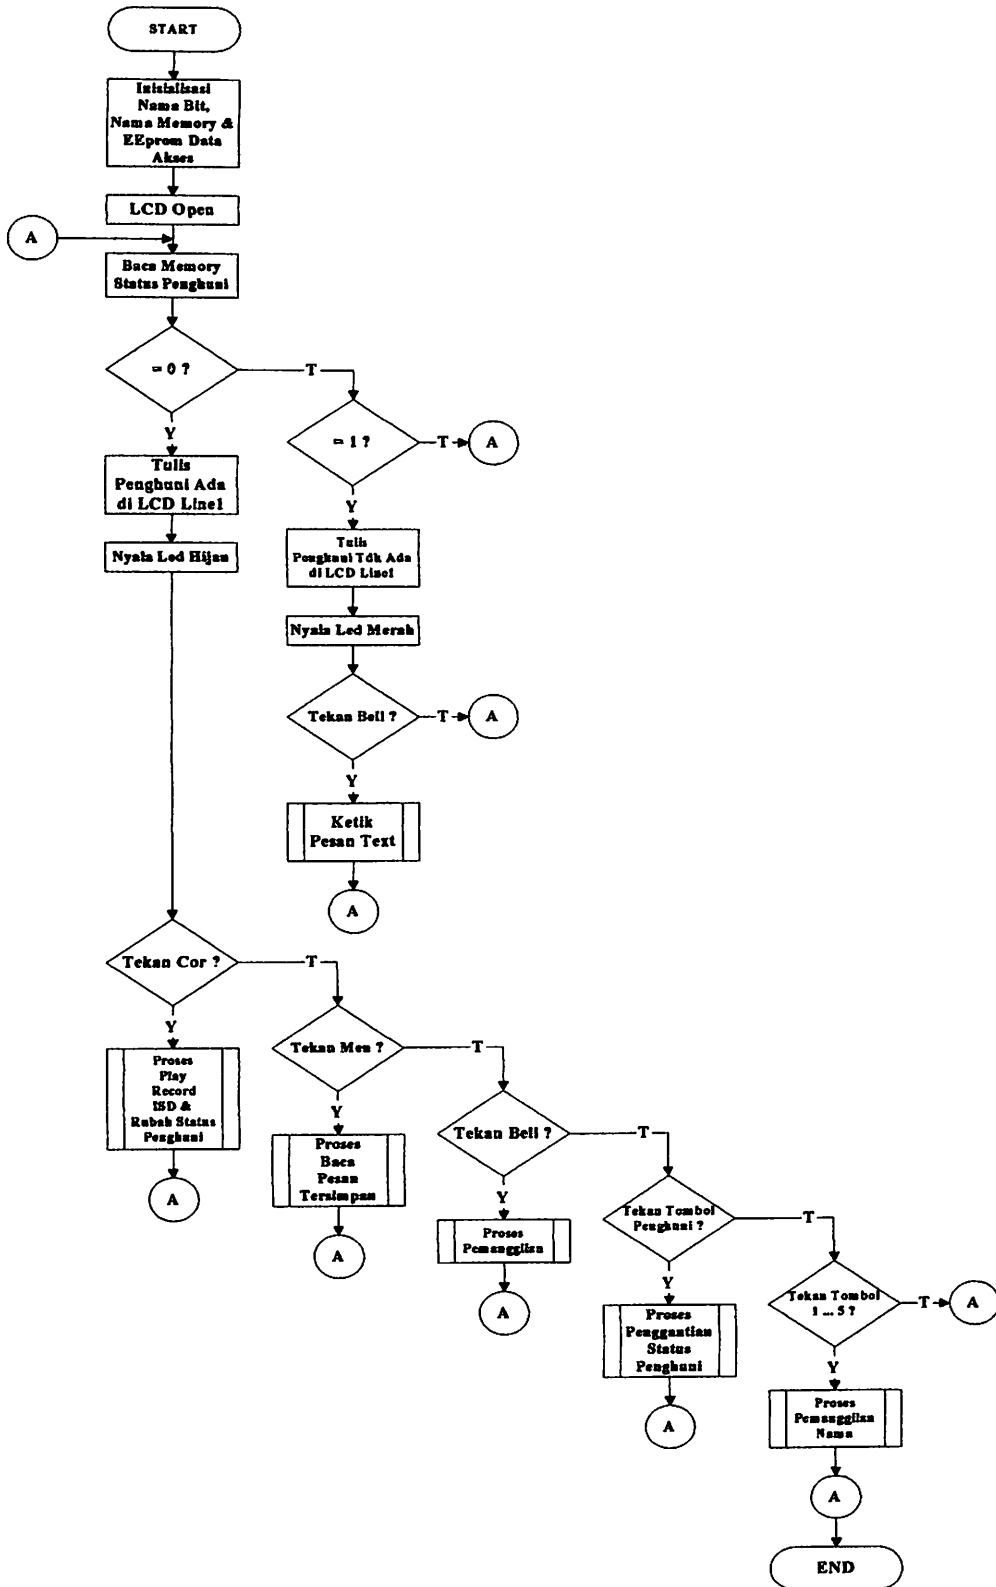 START
Inisialisasi
Nama Bit,
Nama Memory &
EEprom Data
Akses
LCD Open
A
Baca Memory
Status Penghuni
= 0 ?
T
Y
= 1 ?
T
A
Y
Tulis
Penghuni Ada
di LCD Line1
Nyala Led Hijau
Tulis
Penghuni Tdk Ada
di LCD Line1
Nyala Led Merah
Tekan Bell ?
T
A
Y
Ketik
Pesan Text
A
Tekan Cor ?
T
Y
Proses
Play
Record
ISD &
Rubah Status
Penghuni
A
Tekan Men ?
T
Y
Proses
Baca
Pesan
Tersimpan
A
Tekan Bell ?
T
Y
Proses
Pemanggilan
A
Tekan Tombol
Penghuni ?
T
Y
Proses
Penggantian
Status
Penghuni
A
Tekan Tombol
1 ... 5 ?
T
A
Y
Proses
Pemanggilan
Nama
A
END